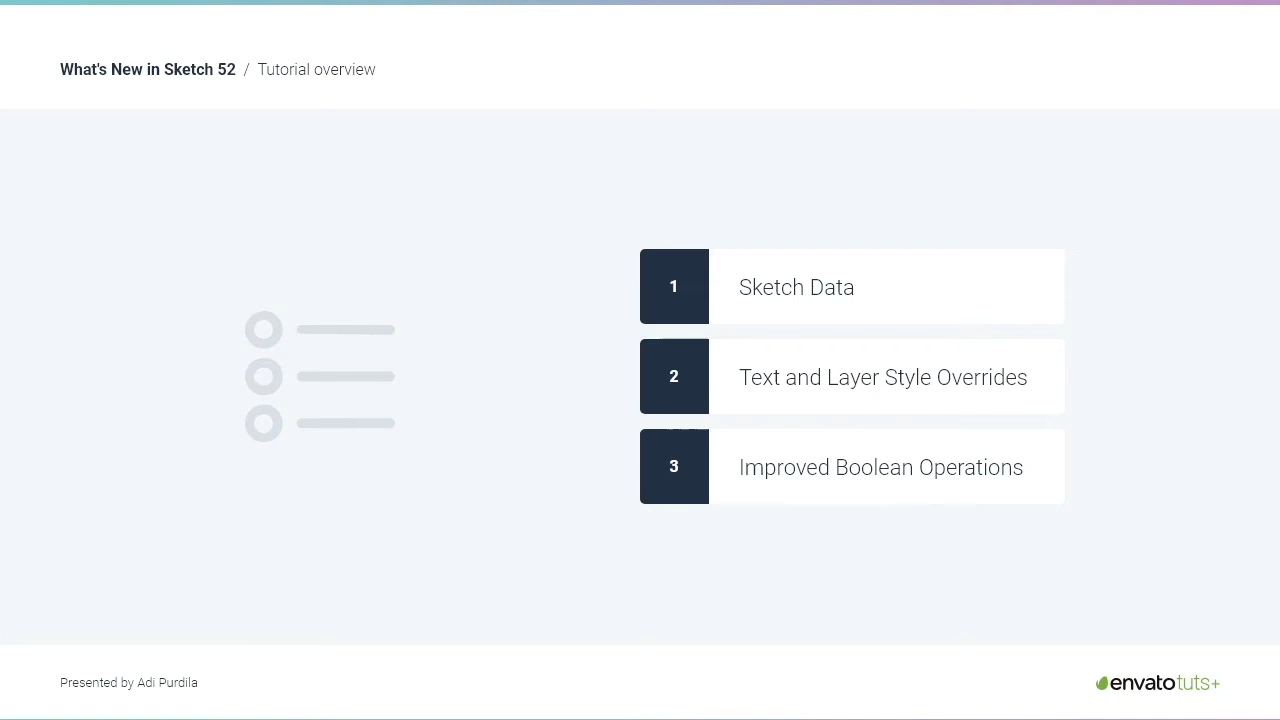 What's New in Sketch 52 / Tutorial overview
1 Sketch Data
2 Text and Layer Style Overrides
3 Improved Boolean Operations
Presented by Adi Purdila
envatotuts+